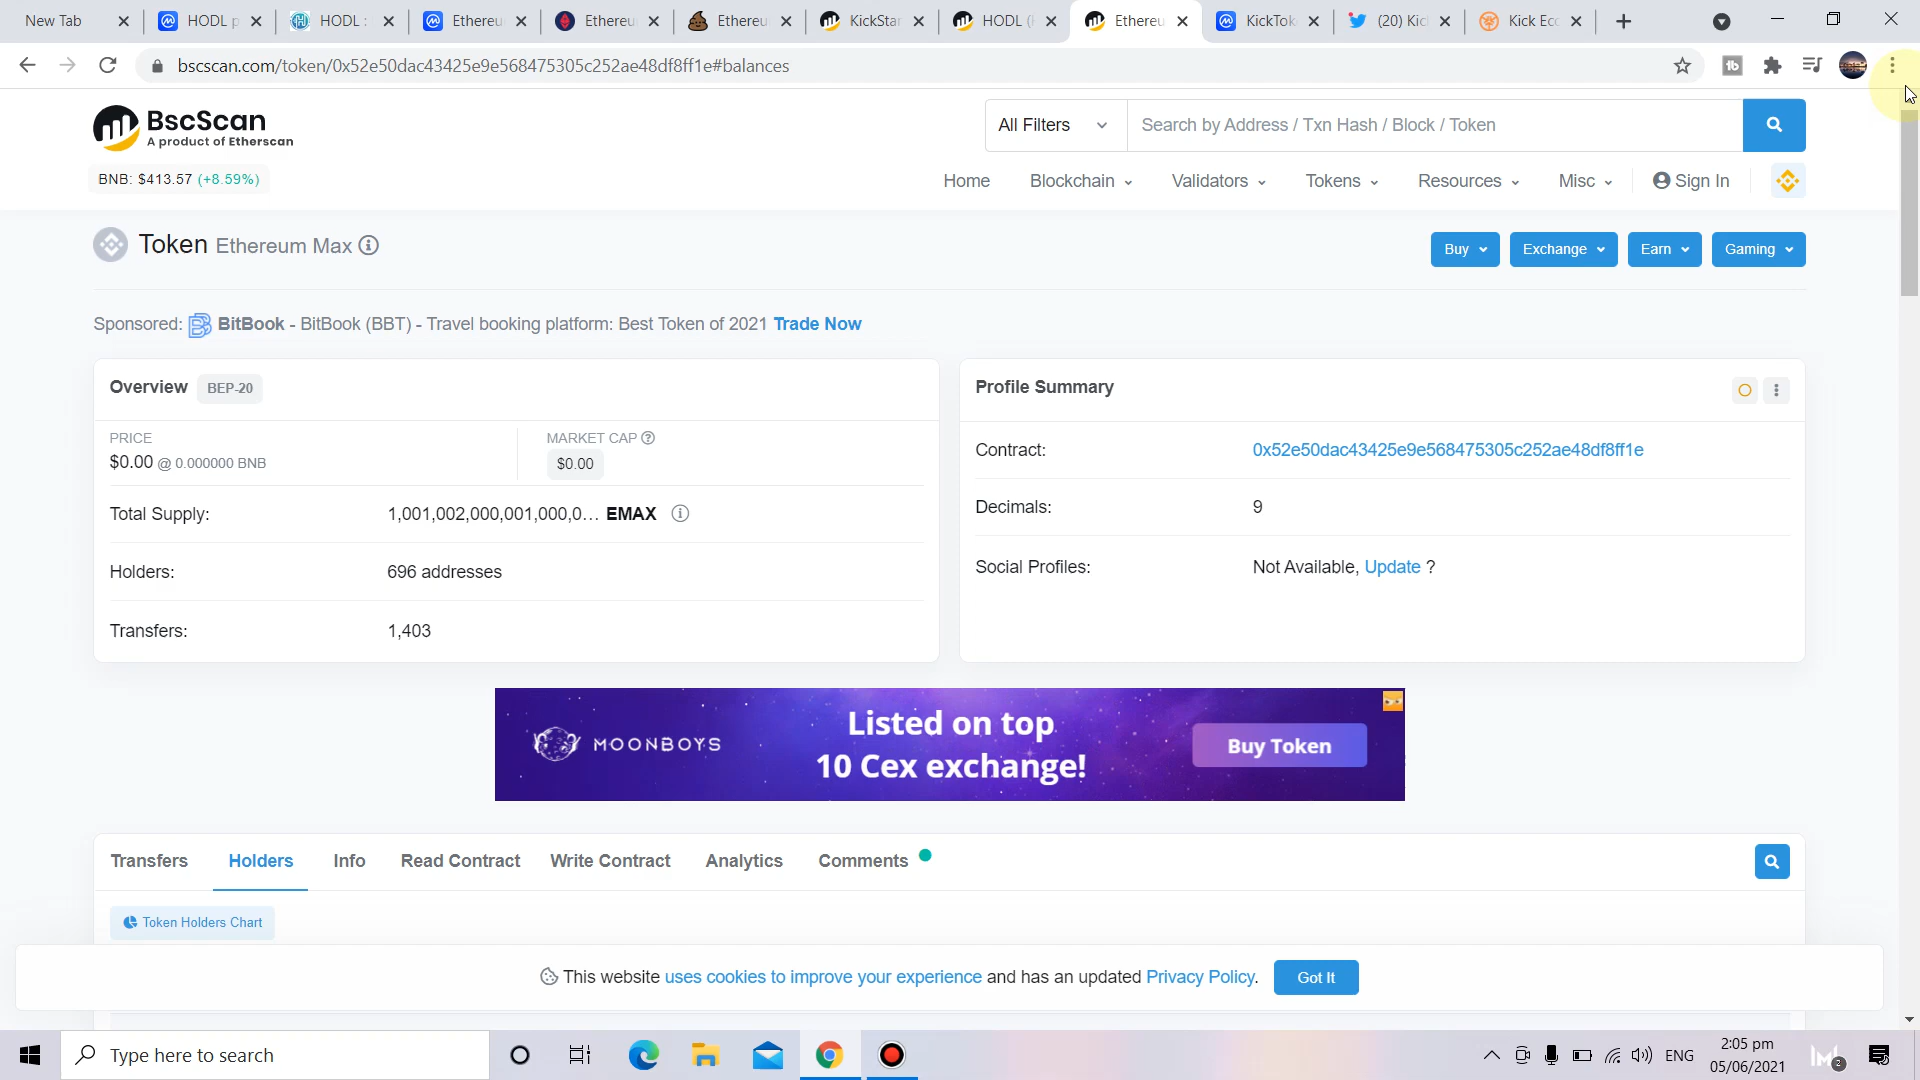 New Tab
HODL p
HODL :
Ethereu
Ethereu
Ethereu
KickStar
HODL (
Ethereu
KickTok
(20) Kic
Kick Eco
bscscan.com/token/0x52e50dac43425e9e568475305c252ae48df8ff1e#balances
BscScan
A product of Etherscan
All Filters
Search by Address / Txn Hash / Block / Token
BNB: $413.57 (+8.59%)
Home Blockchain Validators Tokens Resources Misc Sign In
Token Ethereum Max
Buy Exchange Earn Gaming
Sponsored: BitBook - BitBook (BBT) - Travel booking platform: Best Token of 2021 Trade Now
Overview BEP-20
PRICE
$0.00 @ 0.000000 BNB
MARKET CAP
$0.00
Total Supply: 1,001,002,000,001,000,0... EMAX
Holders: 696 addresses
Transfers: 1,403
Profile Summary
Contract: 0x52e50dac43425e9e568475305c252ae48df8ff1e
Decimals: 9
Social Profiles: Not Available, Update ?
MOONBOYS
Listed on top
10 Cex exchange!
Buy Token
Transfers Holders Info Read Contract Write Contract Analytics Comments
Token Holders Chart
This website uses cookies to improve your experience and has an updated Privacy Policy. Got It
Type here to search
ENG
2:05 pm
05/06/2021
2